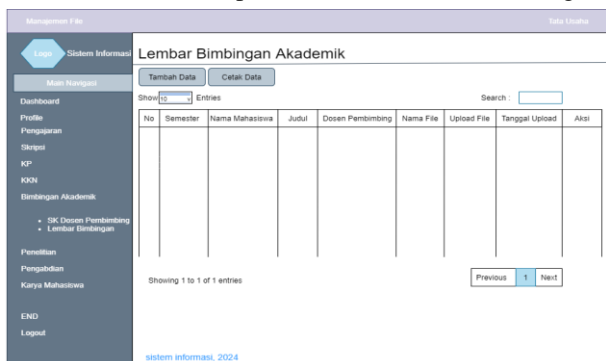 Manajemen File
Tata Usaha
Logo
Sistem Informasi
Main Navigasi
Dashboard
Profile
Pengajaran
Skripsi
KP
KKN
Bimbingan Akademik
SK Dosen Pembimbing
Lembar Bimbingan
Penelitian
Pengabdian
Karya Mahasiswa
END
Logout
Lembar Bimbingan Akademik
Tambah Data
Cetak Data
Show 10 v Entries
Search :
No Semester Nama Mahasiswa Judul Dosen Pembimbing Nama File Upload File Tanggal Upload Aksi
Showing 1 to 1 of 1 entries
Previous 1 Next
sistem informasi, 2024